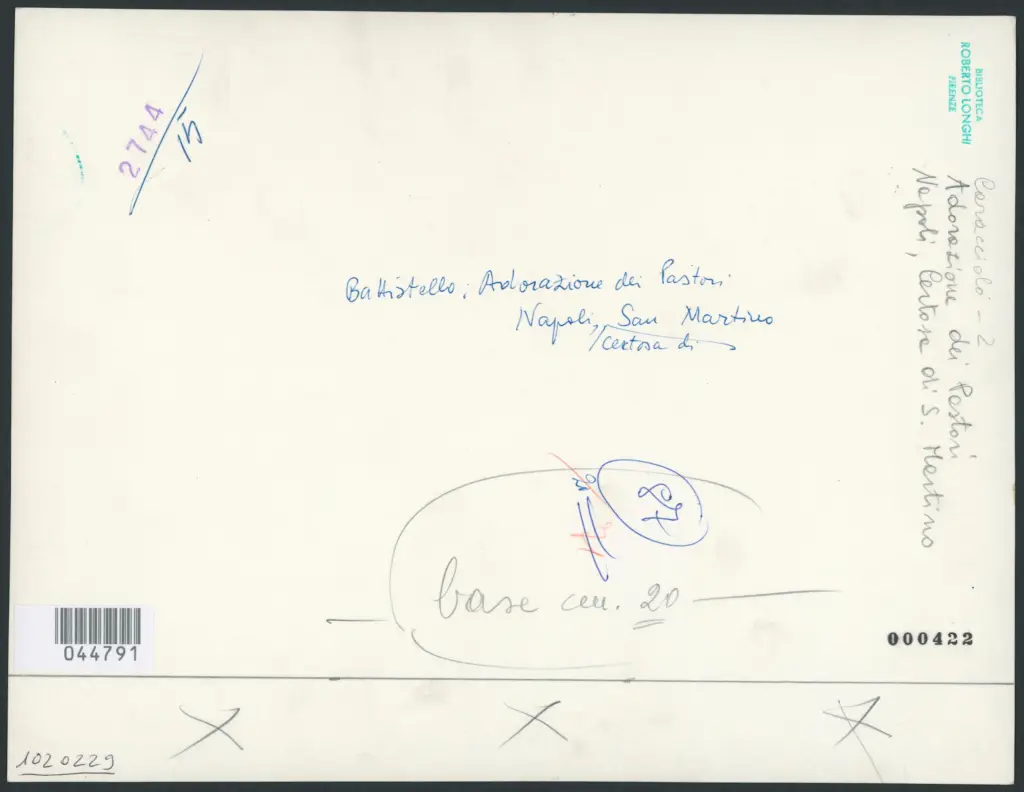 BIBLIOTECA
ROBERTO LONGHI
FIRENZE
2744
15
Caracciolo - 2
Adorazione dei Pastori
Napoli, Certosa di S. Martino
Battistello: Adorazione dei Pastori
Napoli, San Martino
Certosa di
87
base cm. 20
000422
044791
1020229